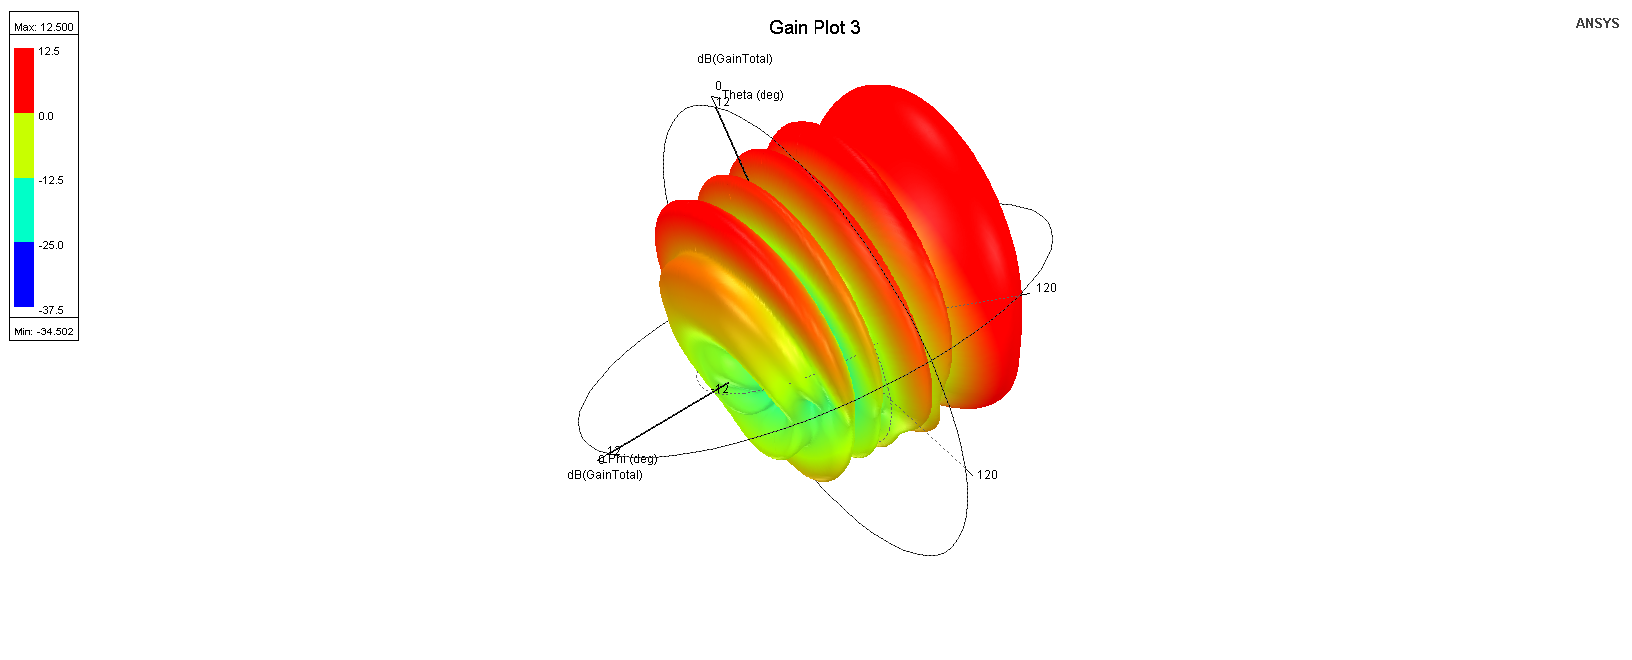 Gain Plot 3
ANSYS
Max: 12.500
12.5
0.0
-12.5
-25.0
-37.5
Min: -34.502
dB(GainTotal)
0
Theta (deg)
12
120
-12
12
Phi (deg)
dB(GainTotal)
120